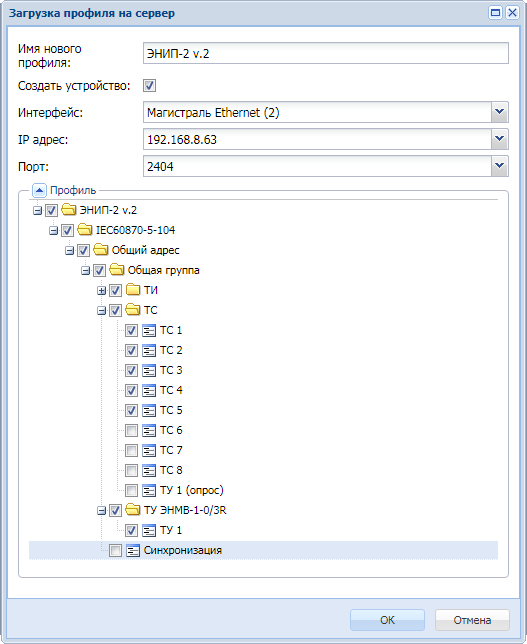 Загрузка профиля на сервер
Имя нового
профиля:
ЭНИП-2 v.2
Создать устройство:
Интерфейс:
Магистраль Ethernet (2)
IP адрес:
192.168.8.63
Порт:
2404
Профиль
ЭНИП-2 v.2
IEC60870-5-104
Общий адрес
Общая группа
ТИ
ТС
ТС 1
ТС 2
ТС 3
ТС 4
ТС 5
ТС 6
ТС 7
ТС 8
ТУ 1 (опрос)
ТУ ЭНМВ-1-0/3R
ТУ 1
Синхронизация
ОК
Отмена